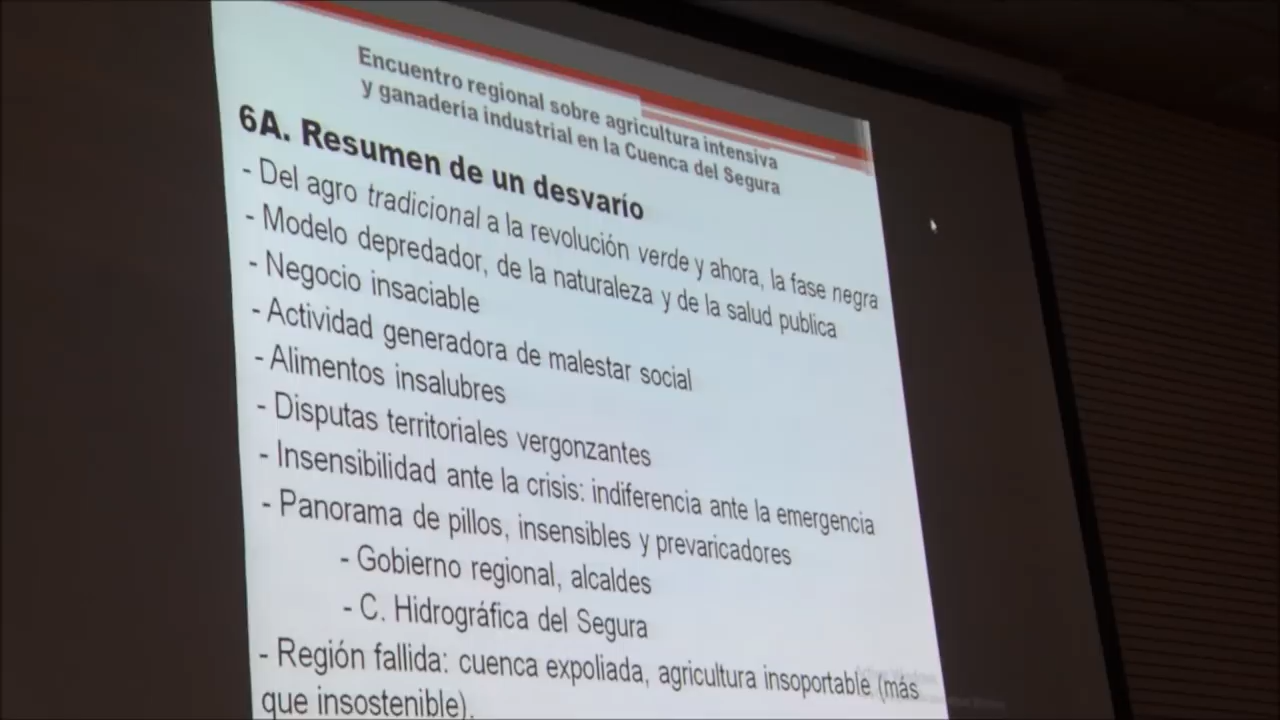 Encuentro regional sobre agricultura intensiva
y ganadería industrial en la Cuenca del Segura
6A. Resumen de un desvarío
- Del agro tradicional a la revolución verde y ahora, la fase negra
- Modelo depredador, de la naturaleza y de la salud publica
- Negocio insaciable
- Actividad generadora de malestar social
- Alimentos insalubres
- Disputas territoriales vergonzantes
- Insensibilidad ante la crisis: indiferencia ante la emergencia
- Panorama de pillos, insensibles y prevaricadores
- Gobierno regional, alcaldes
- C. Hidrográfica del Segura
- Región fallida: cuenca expoliada, agricultura insoportable (más
que insostenible).